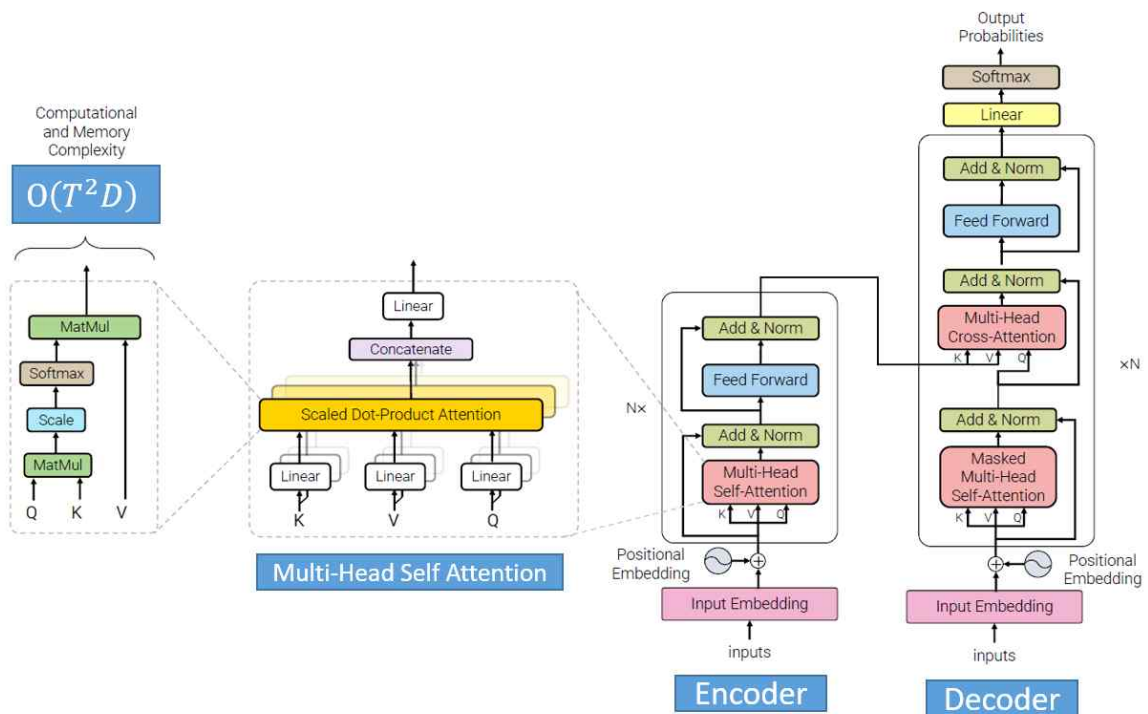 Computational
and Memory
Complexity
O(T²D)
MatMul
Softmax
Scale
MatMul
Q K V
Linear
Concatenate
Scaled Dot-Product Attention
Linear Linear Linear
K V Q
Multi-Head Self Attention
N×
Add & Norm
Feed Forward
Add & Norm
Multi-Head
Self-Attention
K V Q
Positional
Embedding
Input Embedding
inputs
Encoder
Output
Probabilities
Softmax
Linear
Add & Norm
Feed Forward
Add & Norm
Multi-Head
Cross-Attention
K V Q
×N
Add & Norm
Masked
Multi-Head
Self-Attention
K V Q
Positional
Embedding
Input Embedding
inputs
Decoder